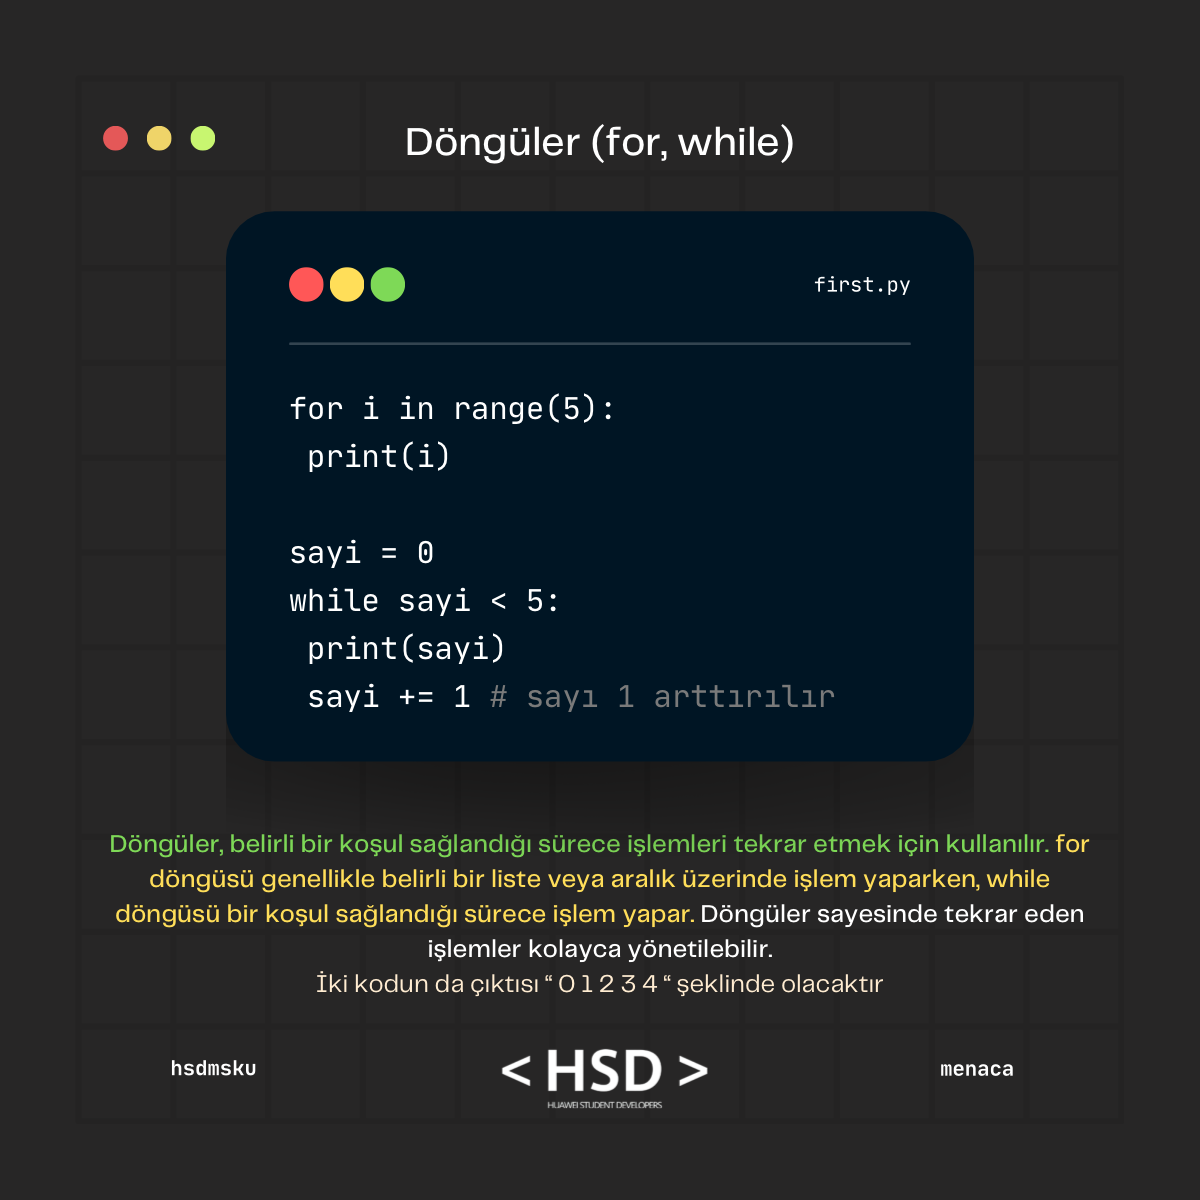 Döngüler (for, while)
first.py
for i in range(5):
 print(i)
sayi = 0
while sayi < 5:
 print(sayi)
 sayi += 1 # sayı 1 arttırılır
Döngüler, belirli bir koşul sağlandığı sürece işlemleri tekrar etmek için kullanılır. for
döngüsü genellikle belirli bir liste veya aralık üzerinde işlem yaparken, while
döngüsü bir koşul sağlandığı sürece işlem yapar. Döngüler sayesinde tekrar eden
işlemler kolayca yönetilebilir.
İki kodun da çıktısı “ 0 1 2 3 4 “ şeklinde olacaktır
hsdmsku
< HSD >
HUAWEI STUDENT DEVELOPERS
menaca